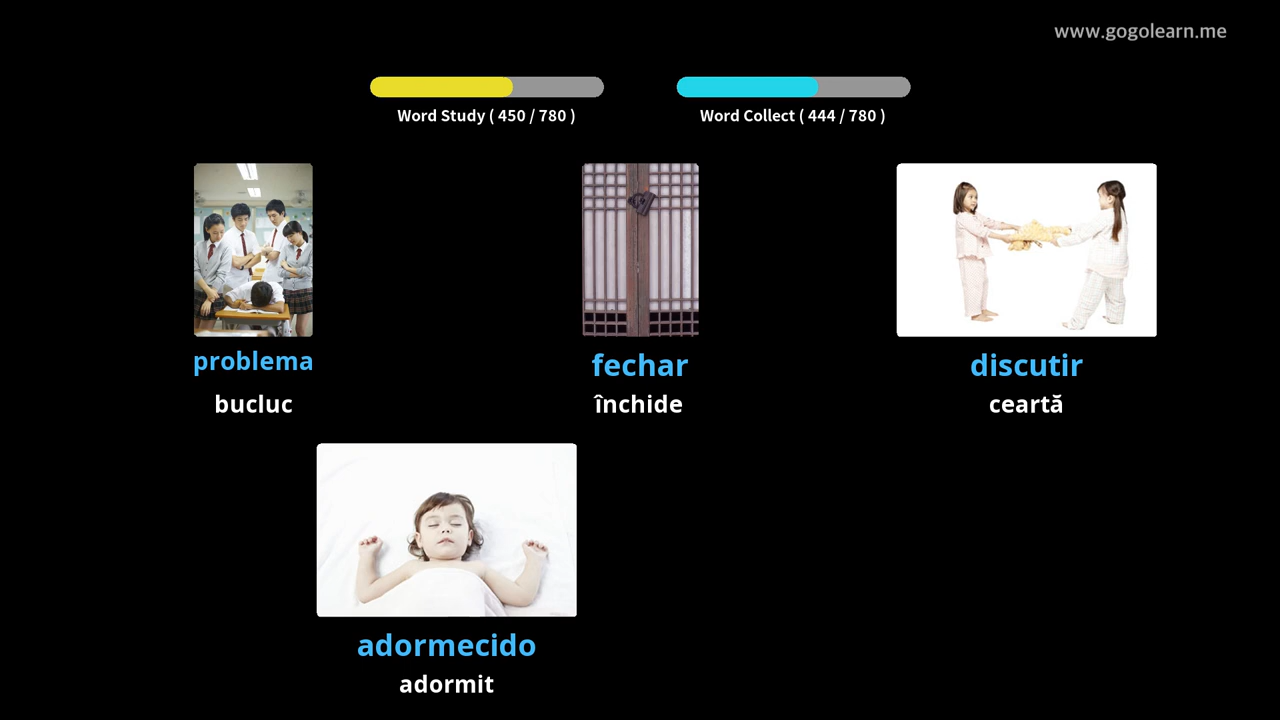 www.gogolearn.me
Word Study ( 450 / 780 )
Word Collect ( 444 / 780 )
problema
bucluc
fechar
închide
discutir
ceartă
adormecido
adormit